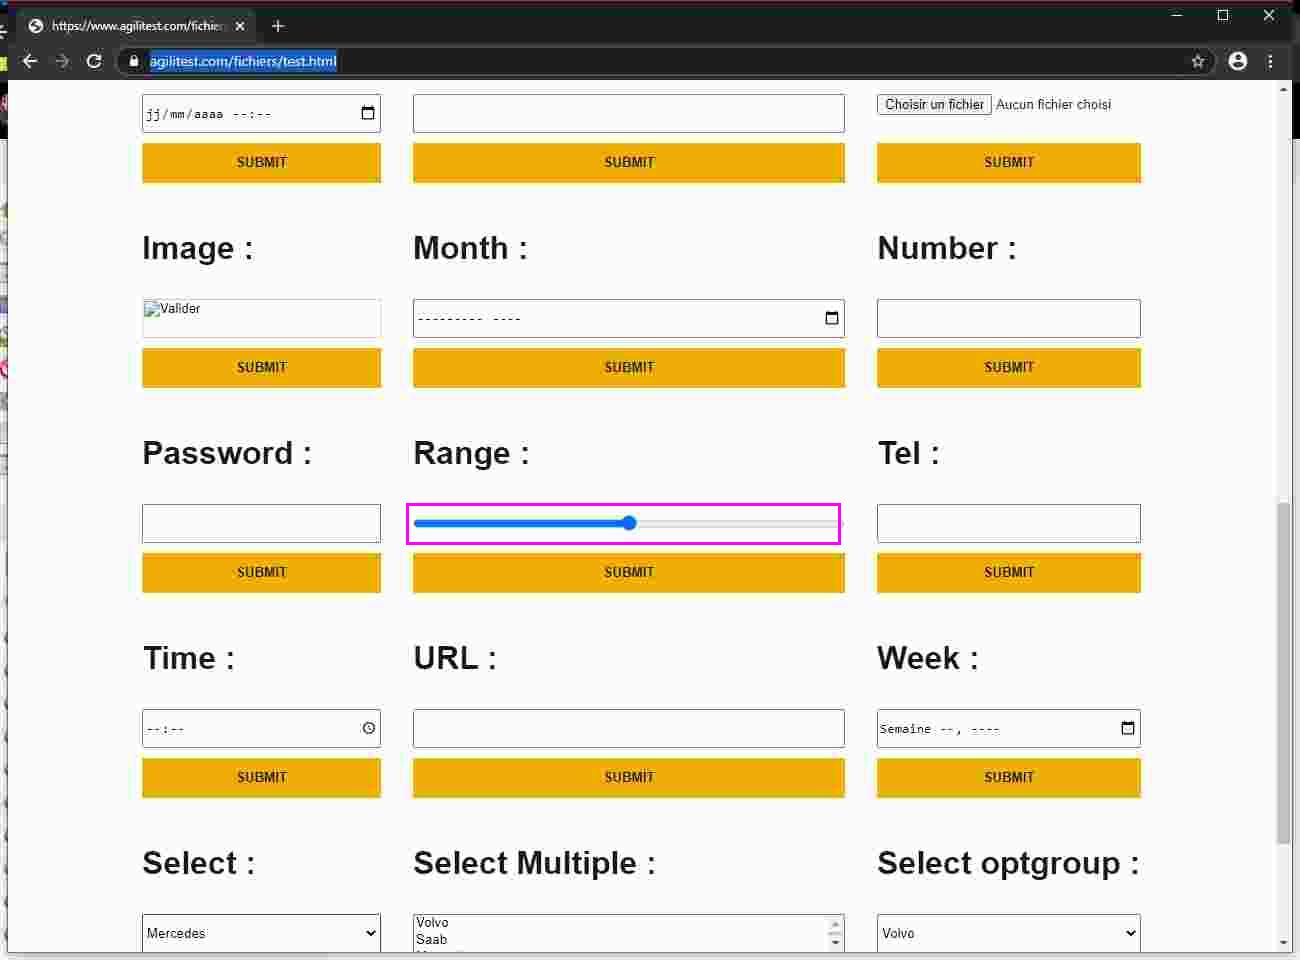 https://www.agilitest.com/fichier
agilitest.com/fichiers/test.html
jj/mm/aaaa --:--
Choisir un fichier Aucun fichier choisi
SUBMIT SUBMIT SUBMIT
Image : Month : Number :
Valider --------- ----
SUBMIT SUBMIT SUBMIT
Password : Range : Tel :
SUBMIT SUBMIT SUBMIT
Time : URL : Week :
--:-- Semaine --, ----
SUBMIT SUBMIT SUBMIT
Select : Select Multiple : Select optgroup :
Mercedes Volvo Volvo
Saab